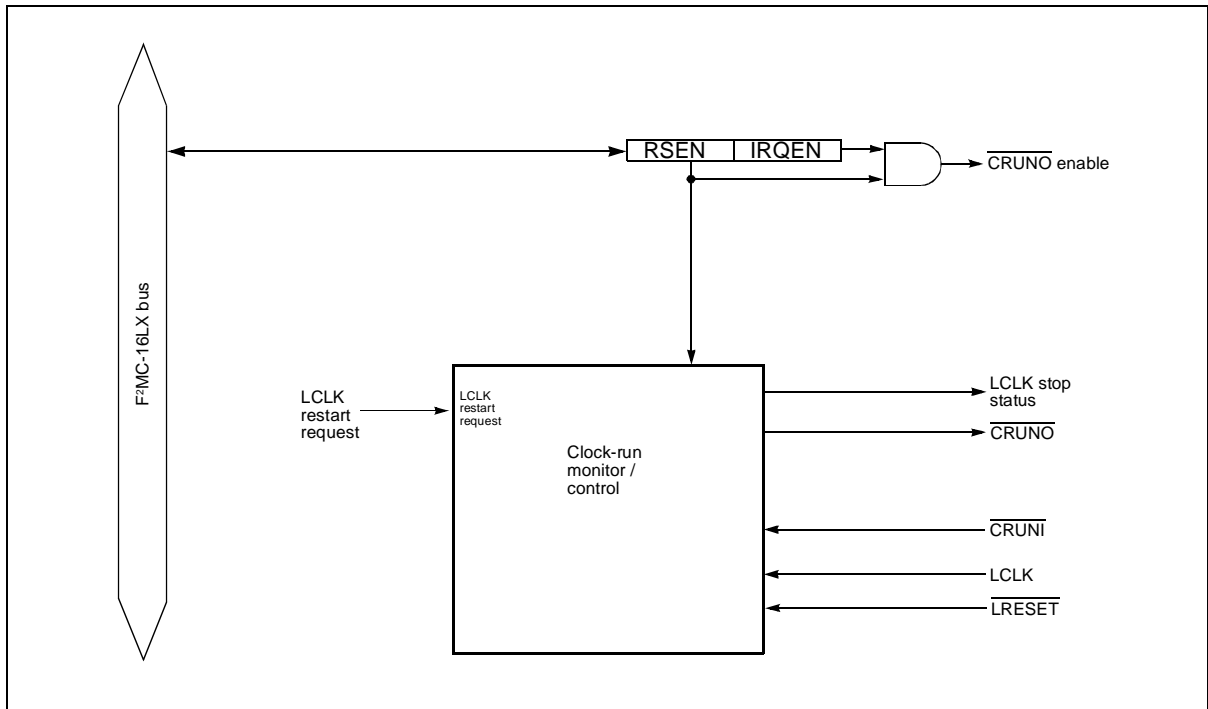 RSEN IRQEN
CRUNO enable
F²MC-16LX bus
LCLK
restart
request
LCLK
restart
request
Clock-run
monitor /
control
LCLK stop
status
CRUNO
CRUNI
LCLK
LRESET